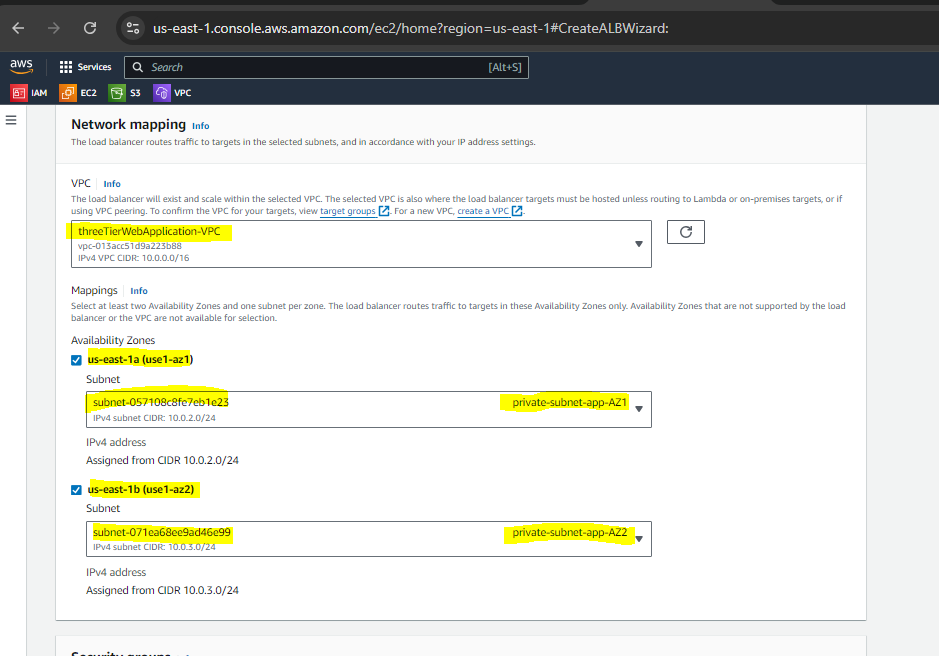 us-east-1.console.aws.amazon.com/ec2/home?region=us-east-1#CreateALBWizard:
aws
Services
Search
[Alt+S]
IAM
EC2
S3
VPC
Network mapping Info
The load balancer routes traffic to targets in the selected subnets, and in accordance with your IP address settings.
VPC Info
The load balancer will exist and scale within the selected VPC. The selected VPC is also where the load balancer targets must be hosted unless routing to Lambda or on-premises targets, or if
using VPC peering. To confirm the VPC for your targets, view target groups. For a new VPC, create a VPC.
threeTierWebApplication-VPC
vpc-013acc51d9a223b88
IPv4 VPC CIDR: 10.0.0.0/16
Mappings Info
Select at least two Availability Zones and one subnet per zone. The load balancer routes traffic to targets in these Availability Zones only. Availability Zones that are not supported by the load
balancer or the VPC are not available for selection.
Availability Zones
us-east-1a (use1-az1)
Subnet
subnet-057108c8fe7eb1e23 private-subnet-app-AZ1
IPv4 subnet CIDR: 10.0.2.0/24
IPv4 address
Assigned from CIDR 10.0.2.0/24
us-east-1b (use1-az2)
Subnet
subnet-071ea68ee9ad46e99 private-subnet-app-AZ2
IPv4 subnet CIDR: 10.0.3.0/24
IPv4 address
Assigned from CIDR 10.0.3.0/24
Security groups